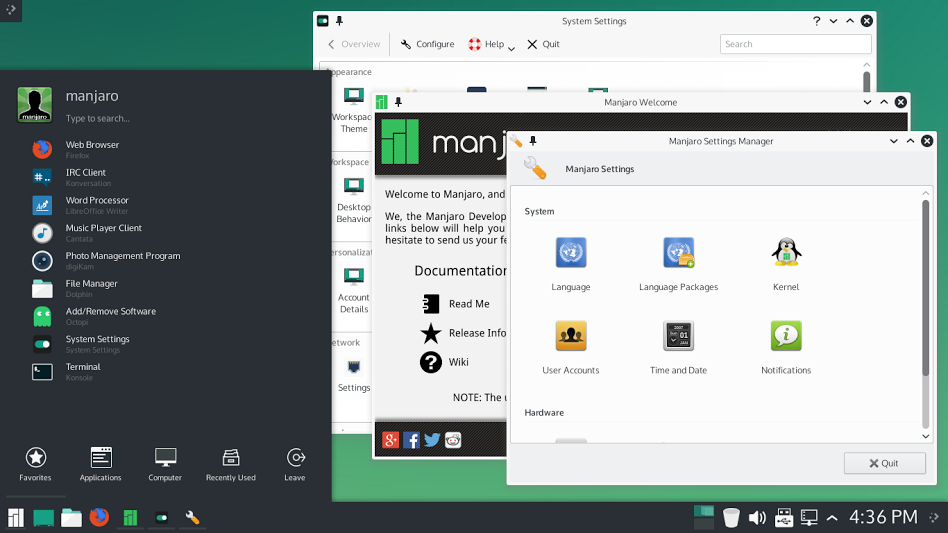 System Settings
?
Overview
Configure
Help
Quit
Search
Appearance
Workspace
Theme
Workspace
Desktop
Behavior
Personalization
Account
Details
Network
Settings
manjaro
manjaro
Type to search...
Web Browser
Firefox
IRC Client
Konversation
Word Processor
LibreOffice Writer
Music Player Client
Cantata
Photo Management Program
digiKam
File Manager
Dolphin
Add/Remove Software
Octopi
System Settings
System Settings
Terminal
Konsole
Favorites
Applications
Computer
Recently Used
Leave
Manjaro Welcome
manj
Welcome to Manjaro, and
We, the Manjaro Develop
links below will help you
hesitate to send us your fe
Documentation
Read Me
Release Info
Wiki
NOTE: The u
Manjaro Settings Manager
Manjaro Settings
System
Language
Language Packages
Kernel
User Accounts
Time and Date
Notifications
Hardware
Quit
4:36 PM